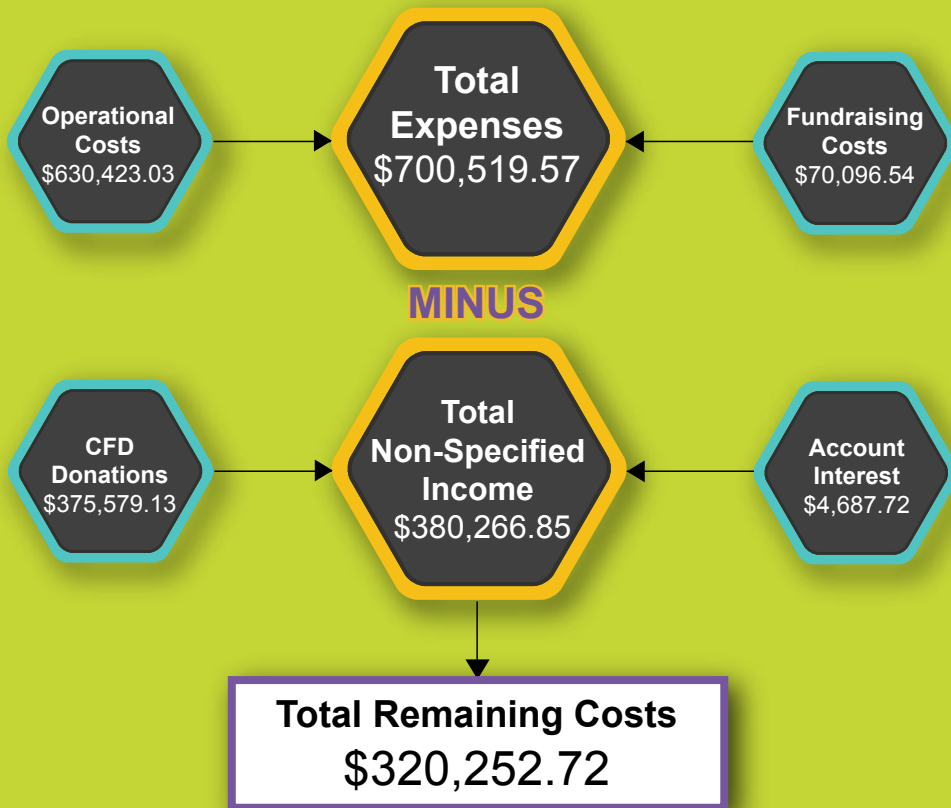 Total
Expenses
$700,519.57
Operational
Costs
$630,423.03
Fundraising
Costs
$70,096.54
MINUS
Total
Non-Specified
Income
$380,266.85
CFD
Donations
$375,579.13
Account
Interest
$4,687.72
Total Remaining Costs
$320,252.72